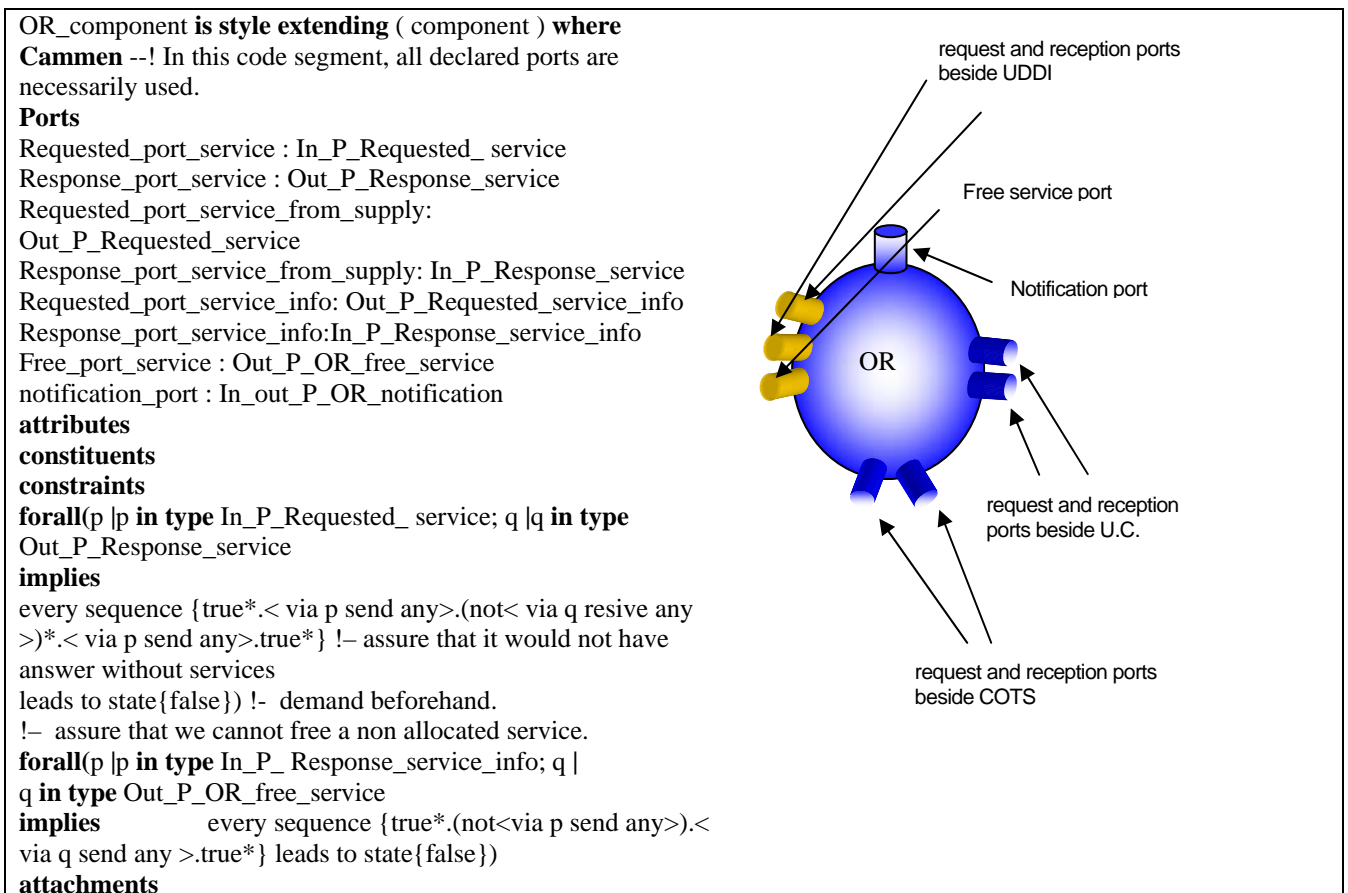 OR_component is style extending ( component ) where
Cammen --! In this code segment, all declared ports are
necessarily used.
Ports
Requested_port_service : In_P_Requested_ service
Response_port_service : Out_P_Response_service
Requested_port_service_from_supply:
Out_P_Requested_service
Response_port_service_from_supply: In_P_Response_service
Requested_port_service_info: Out_P_Requested_service_info
Response_port_service_info:In_P_Response_service_info
Free_port_service : Out_P_OR_free_service
notification_port : In_out_P_OR_notification
attributes
constituents
constraints
forall(p |p in type In_P_Requested_ service; q |q in type
Out_P_Response_service
implies
every sequence {true*.< via p send any>.(not< via q resive any
>)*.< via p send any>.true*} !– assure that it would not have
answer without services
leads to state{false}) !- demand beforehand.
!– assure that we cannot free a non allocated service.
forall(p |p in type In_P_ Response_service_info; q |
q in type Out_P_OR_free_service
implies every sequence {true*.(not<via p send any>).<
via q send any >.true*} leads to state{false})
attachments
request and reception ports
beside UDDI
Free service port
Notification port
OR
request and reception
ports beside U.C.
request and reception ports
beside COTS